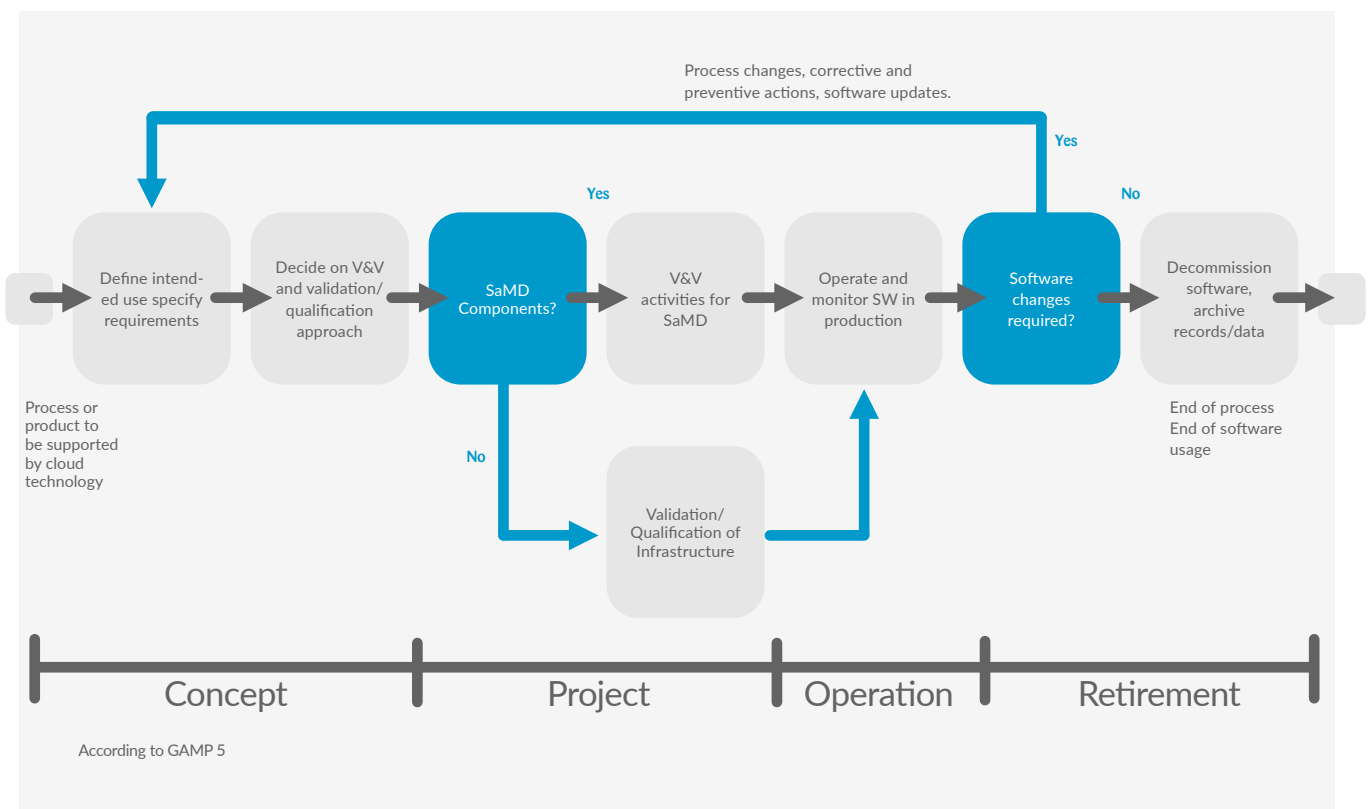 Process changes, corrective and
preventive actions, software updates.
Yes
Yes
No
Define intend-
ed use specify
requirements
Decide on V&V
and validation/
qualification
approach
SaMD
Components?
V&V
activities for
SaMD
Operate and
monitor SW in
production
Software
changes
required?
Decommission
software,
archive
records/data
Process or
product to
be supported
by cloud
technology
End of process
End of software
usage
No
Validation/
Qualification of
Infrastructure
Concept
Project
Operation
Retirement
According to GAMP 5